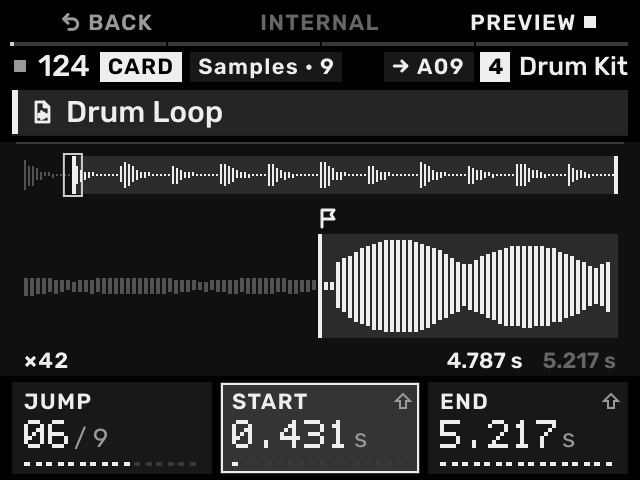 BACK INTERNAL PREVIEW
124 CARD Samples • 9 → A09 4 Drum Kit
Drum Loop
×42 4.787 s 5.217 s
JUMP START END
06 / 9 0.431 s 5.217 s